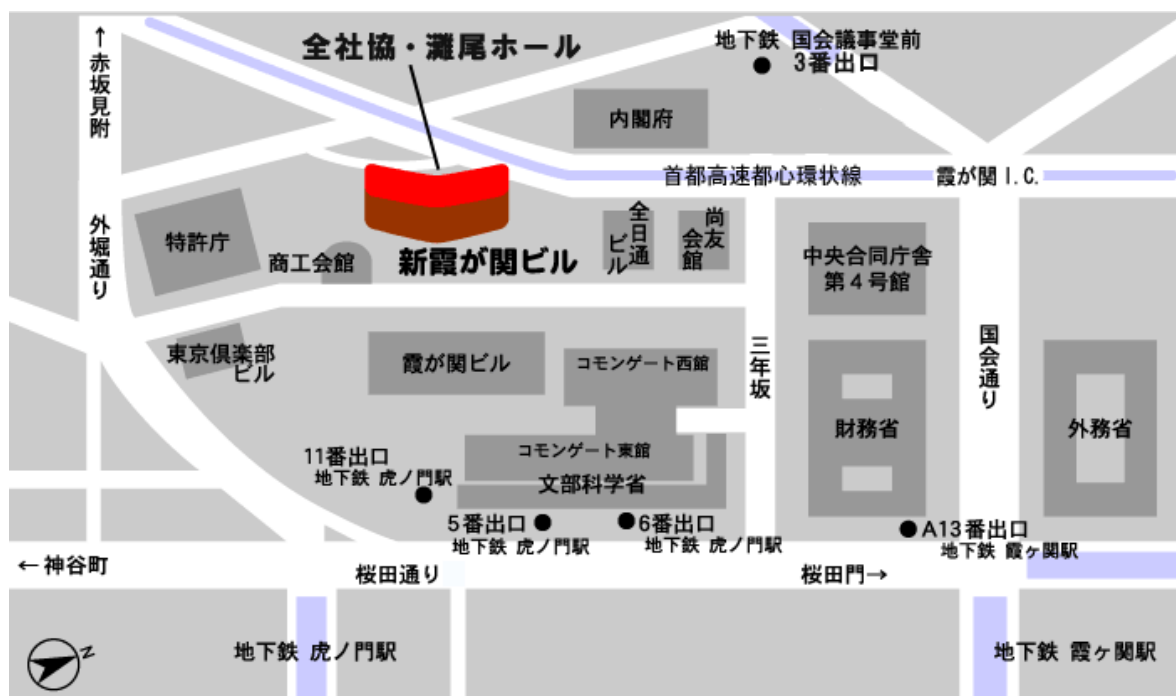 ←赤坂見附
全社協・灘尾ホール
地下鉄 国会議事堂前
3番出口
内閣府
首都高速都心環状線
霞が関 I.C.
外堀通り
特許庁
商工会館
新霞が関ビル
全日通
ビル
尚友
会館
中央合同庁舎
第4号館
東京倶楽部
ビル
霞が関ビル
コモンゲート西館
三年坂
国会通り
財務省
外務省
コモンゲート東館
文部科学省
11番出口
地下鉄 虎ノ門駅
5番出口
地下鉄 虎ノ門駅
6番出口
地下鉄 虎ノ門駅
A13番出口
地下鉄 霞ヶ関駅
←神谷町
桜田通り
桜田門→
地下鉄 虎ノ門駅
地下鉄 霞ヶ関駅
N